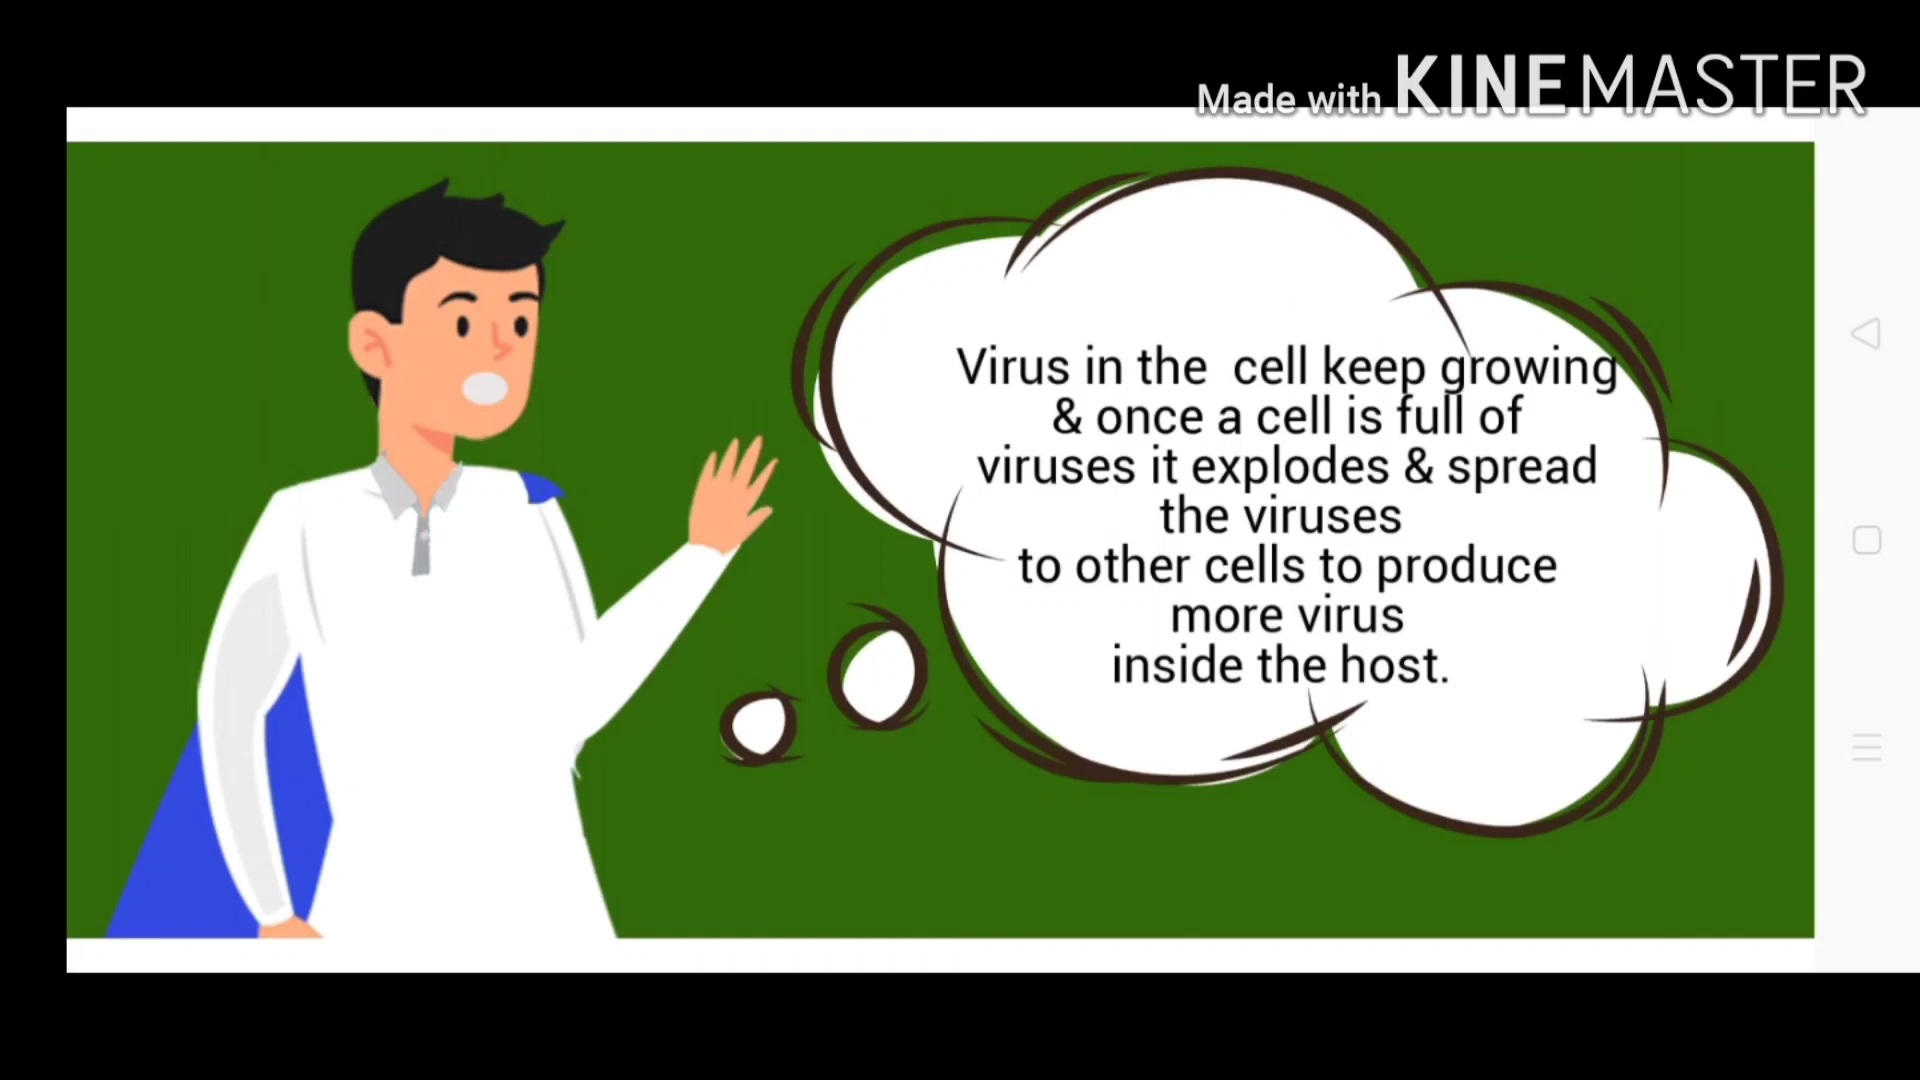 Made with KINEMASTER
Virus in the cell keep growing
& once a cell is full of
viruses it explodes & spread
the viruses
to other cells to produce
more virus
inside the host.